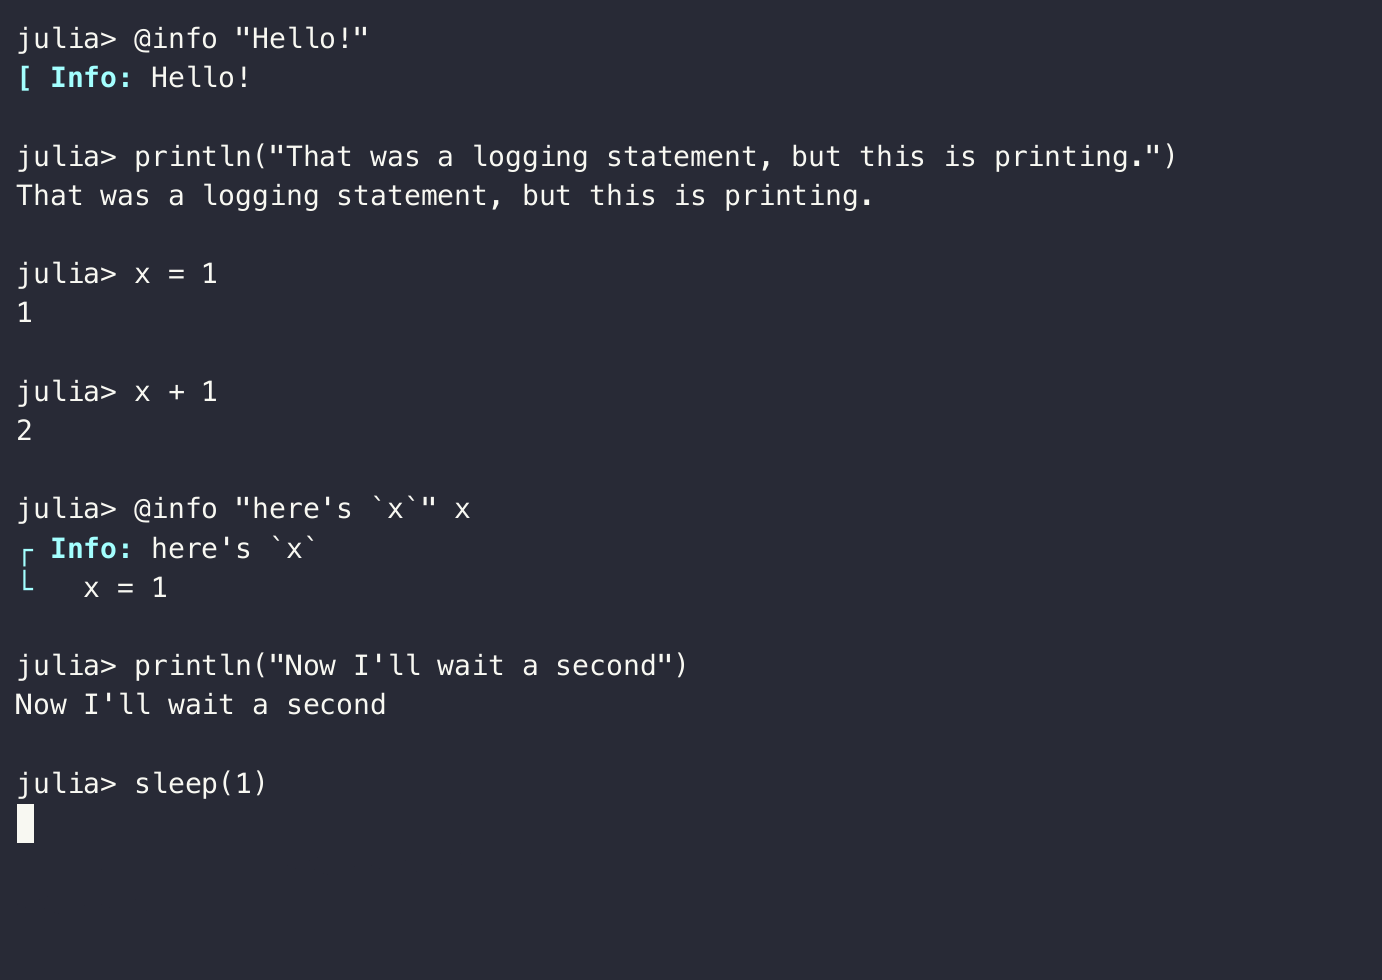 julia> @info "Hello!"
[ Info: Hello!
julia> println("That was a logging statement, but this is printing.")
That was a logging statement, but this is printing.
julia> x = 1
1
julia> x + 1
2
julia> @info "here's `x`" x
┌ Info: here's `x`
└   x = 1
julia> println("Now I'll wait a second")
Now I'll wait a second
julia> sleep(1)